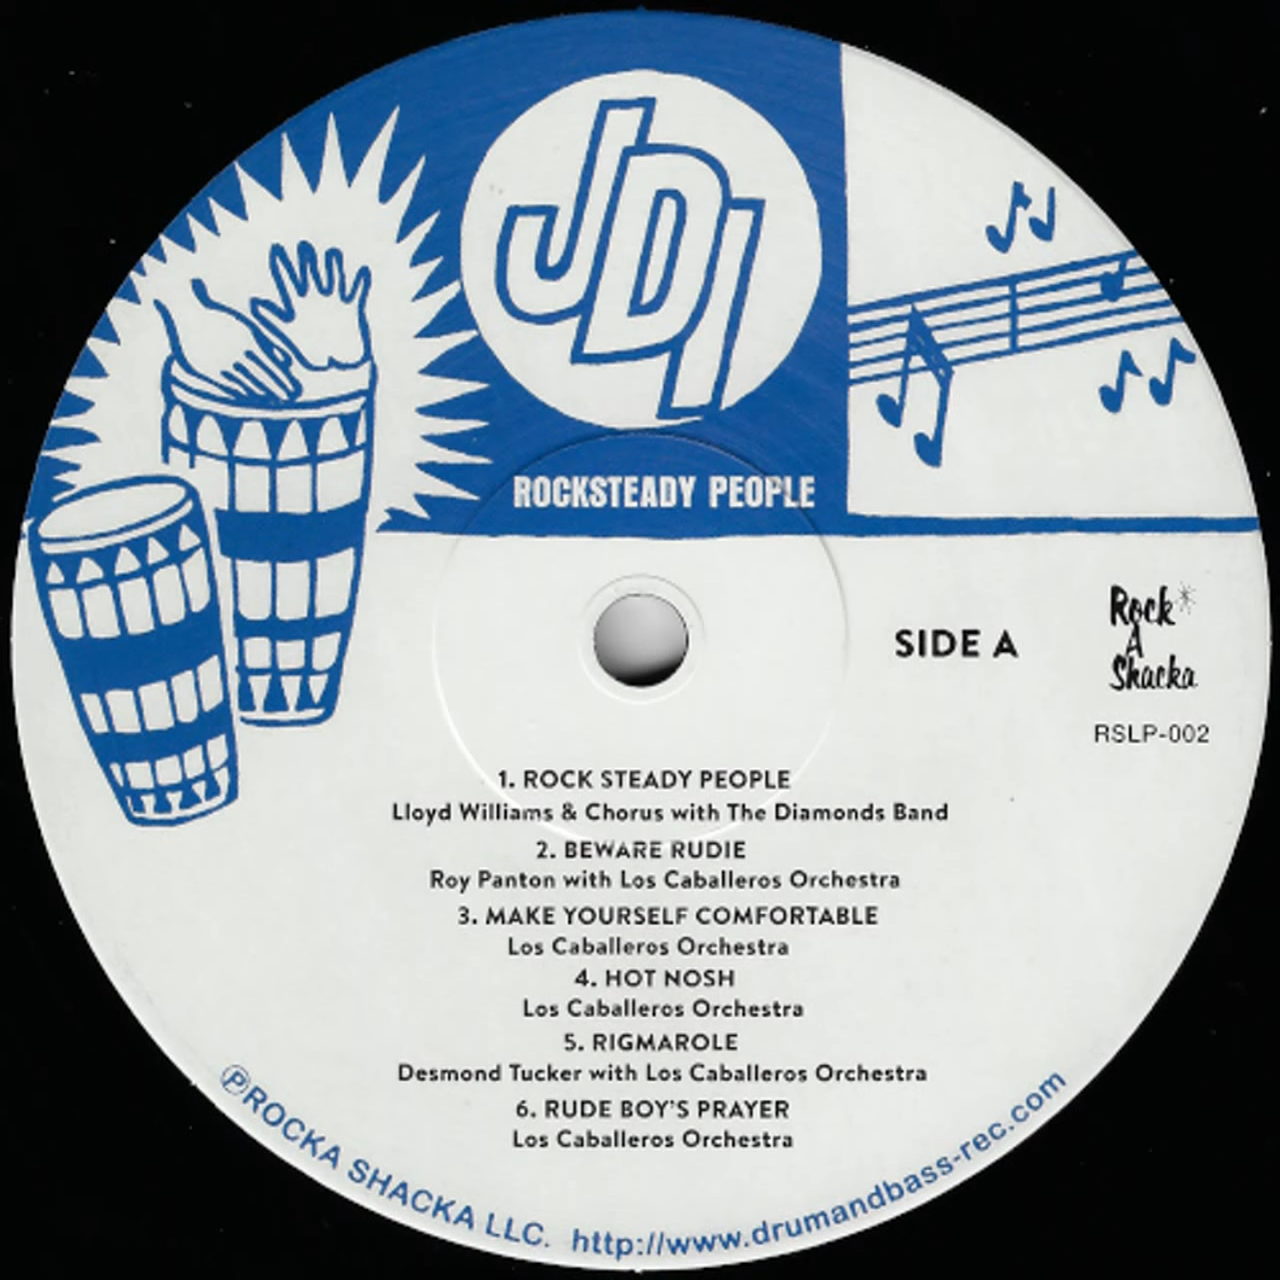 JDI
ROCKSTEADY PEOPLE
SIDE A
Rock
A
Shacka
RSLP-002
1. ROCK STEADY PEOPLE
Lloyd Williams & Chorus with The Diamonds Band
2. BEWARE RUDIE
Roy Panton with Los Caballeros Orchestra
3. MAKE YOURSELF COMFORTABLE
Los Caballeros Orchestra
4. HOT NOSH
Los Caballeros Orchestra
5. RIGMAROLE
Desmond Tucker with Los Caballeros Orchestra
6. RUDE BOY'S PRAYER
Los Caballeros Orchestra
ⓅROCKA SHACKA LLC. http://www.drumandbass-rec.com